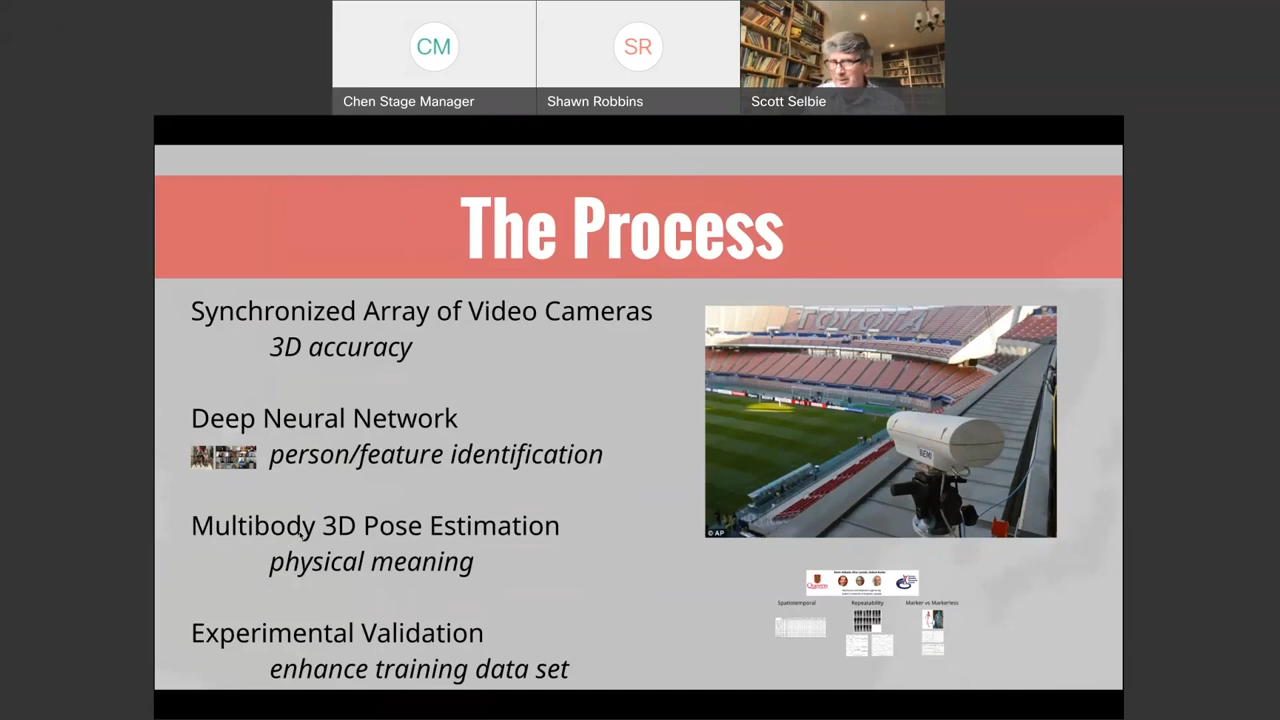 CM
SR
Chen Stage Manager
Shawn Robbins
Scott Selbie
The Process
Synchronized Array of Video Cameras
3D accuracy
Deep Neural Network
person/feature identification
Multibody 3D Pose Estimation
physical meaning
Experimental Validation
enhance training data set
TOYOTA
© AP
Queen's
Spatiotemporal
Repeatability
Marker vs Markerless